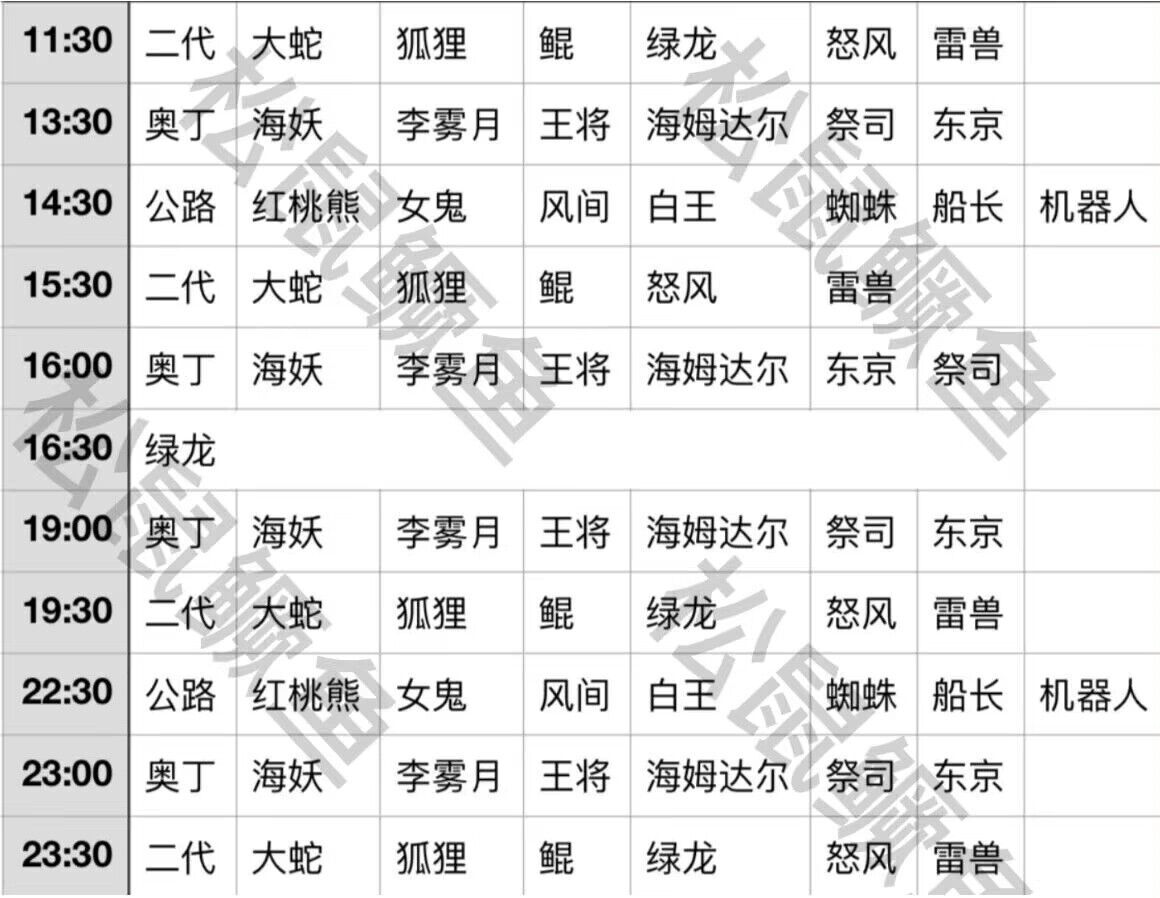 11:30 二代 大蛇 狐狸 鲲 绿龙 怒风 雷兽
13:30 奥丁 海妖 李雾月 王将 海姆达尔 祭司 东京
14:30 公路 红桃熊 女鬼 风间 白王 蜘蛛 船长 机器人
15:30 二代 大蛇 狐狸 鲲 怒风 雷兽
16:00 奥丁 海妖 李雾月 王将 海姆达尔 东京 祭司
16:30 绿龙
19:00 奥丁 海妖 李雾月 王将 海姆达尔 祭司 东京
19:30 二代 大蛇 狐狸 鲲 绿龙 怒风 雷兽
22:30 公路 红桃熊 女鬼 风间 白王 蜘蛛 船长 机器人
23:00 奥丁 海妖 李雾月 王将 海姆达尔 祭司 东京
23:30 二代 大蛇 狐狸 鲲 绿龙 怒风 雷兽
松鼠鳜鱼
松鼠鳜鱼
松鼠鳜鱼
松鼠鳜鱼